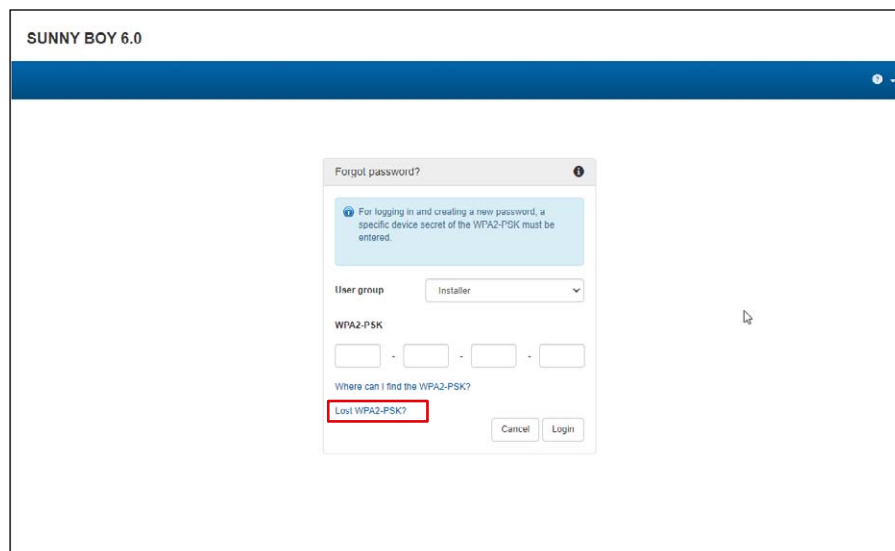 SUNNY BOY 6.0
Forgot password?
For logging in and creating a new password, a
specific device secret of the WPA2-PSK must be
entered.
User group
Installer
WPA2-PSK
- - -
Where can I find the WPA2-PSK?
Lost WPA2-PSK?
Cancel Login